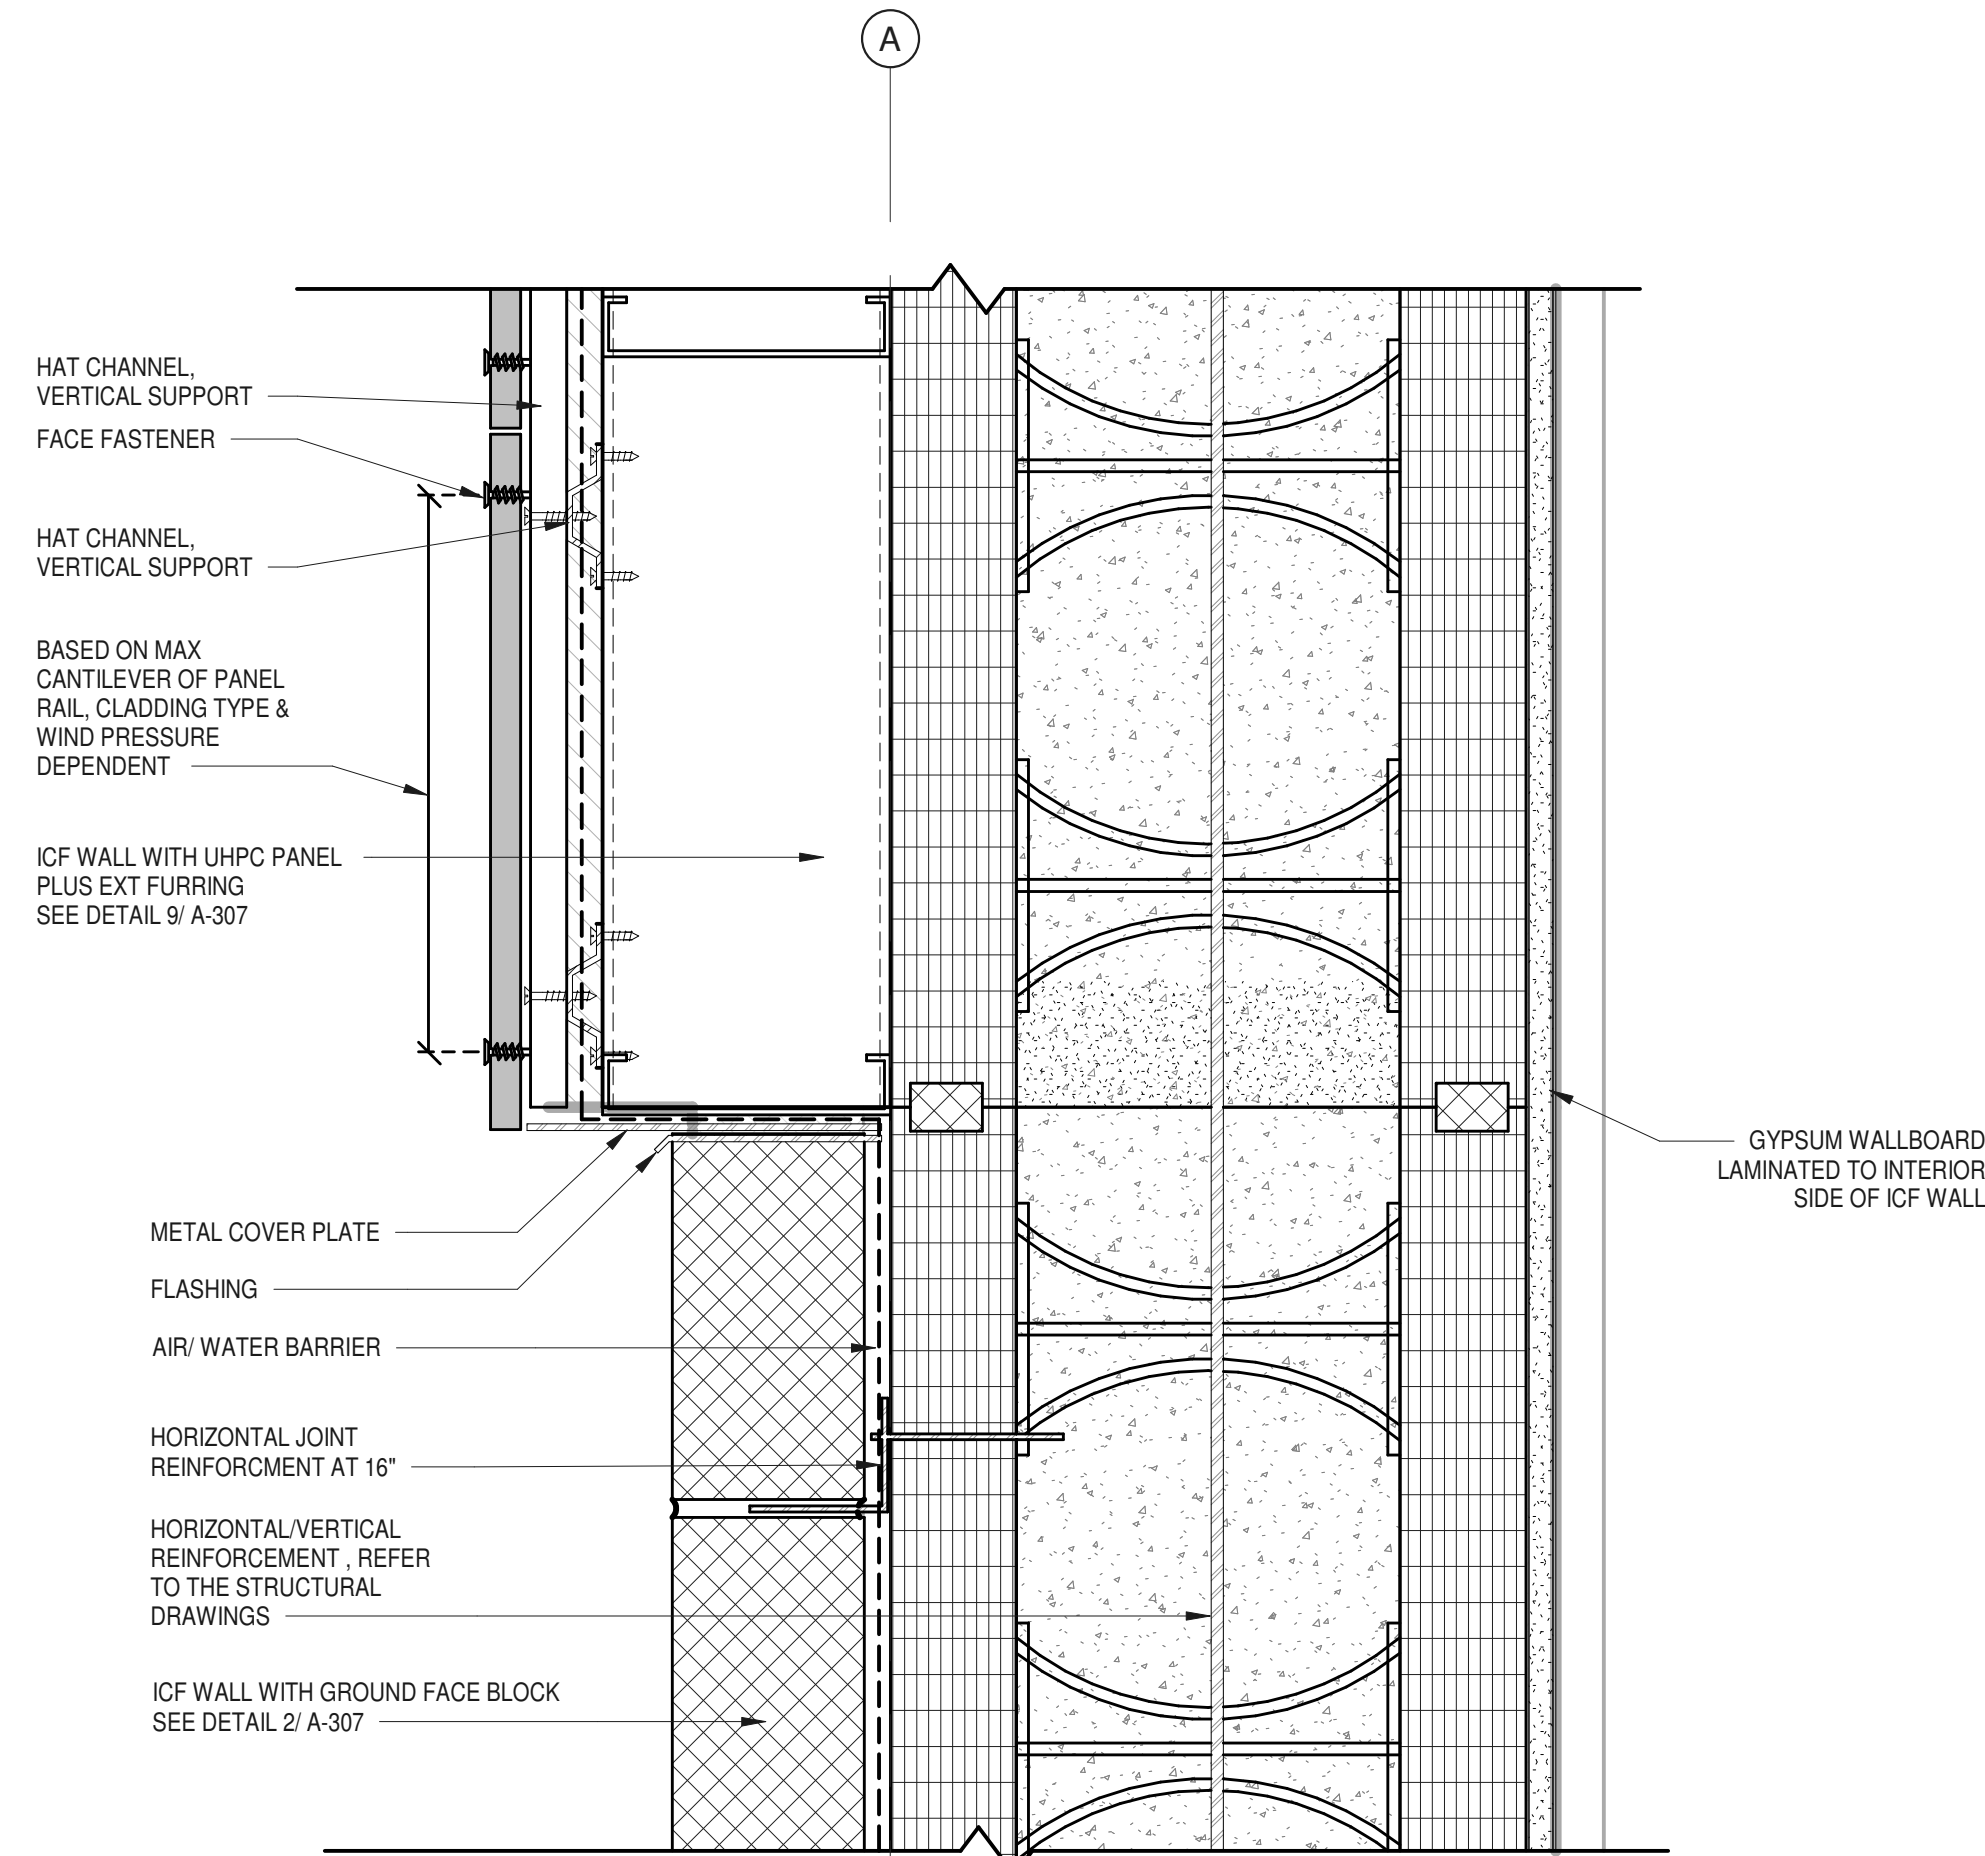 A
HAT CHANNEL,
VERTICAL SUPPORT
FACE FASTENER
HAT CHANNEL,
VERTICAL SUPPORT
BASED ON MAX
CANTILEVER OF PANEL
RAIL, CLADDING TYPE &
WIND PRESSURE
DEPENDENT
ICF WALL WITH UHPC PANEL
PLUS EXT FURRING
SEE DETAIL 9/ A-307
GYPSUM WALLBOARD
LAMINATED TO INTERIOR
SIDE OF ICF WALL
METAL COVER PLATE
FLASHING
AIR/ WATER BARRIER
HORIZONTAL JOINT
REINFORCMENT AT 16"
HORIZONTAL/VERTICAL
REINFORCEMENT , REFER
TO THE STRUCTURAL
DRAWINGS
ICF WALL WITH GROUND FACE BLOCK
SEE DETAIL 2/ A-307